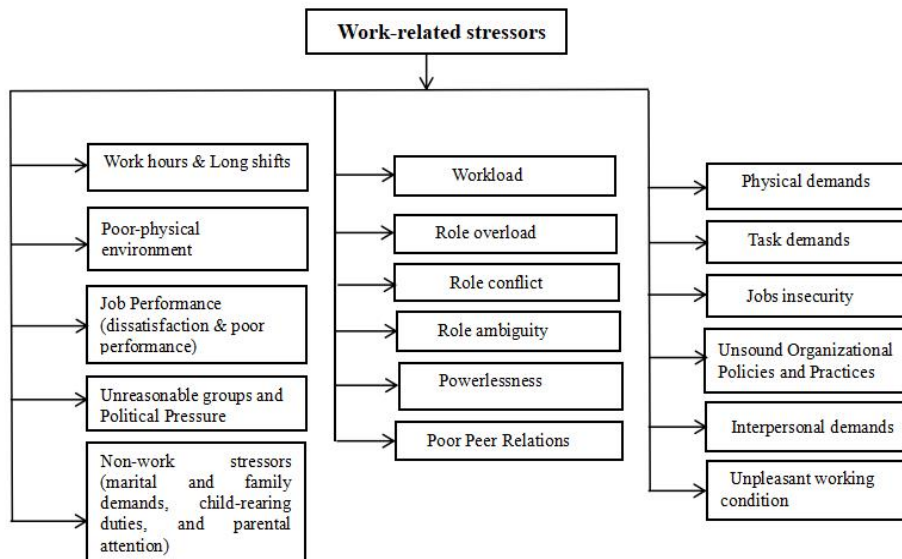 Work-related stressors
Work hours & Long shifts
Poor-physical
environment
Job Performance
(dissatisfaction & poor
performance)
Unreasonable groups and
Political Pressure
Non-work stressors
(marital and family
demands, child-rearing
duties, and parental
attention)
Workload
Role overload
Role conflict
Role ambiguity
Powerlessness
Poor Peer Relations
Physical demands
Task demands
Jobs insecurity
Unsound Organizational
Policies and Practices
Interpersonal demands
Unpleasant working
condition